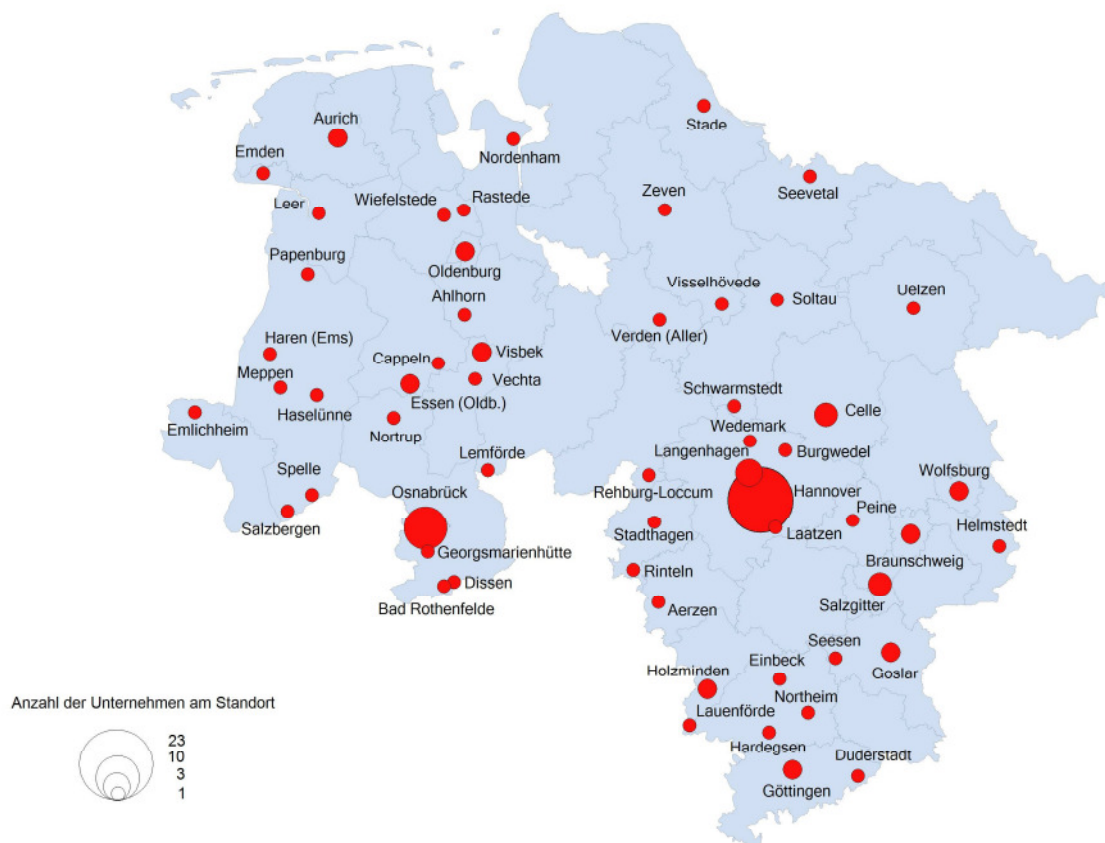 Stade
Aurich
Nordenham
Emden
Seevetal
Zeven
Wiefelstede
Rastede
Leer
Oldenburg
Papenburg
Visselhövede
Soltau
Uelzen
Ahlhorn
Verden (Aller)
Haren (Ems)
Cappeln
Visbek
Meppen
Vechta
Schwarmstedt
Haselünne
Essen (Oldb.)
Celle
Emlichheim
Nortrup
Wedemark
Lemförde
Langenhagen
Burgwedel
Spelle
Wolfsburg
Osnabrück
Rehburg-Loccum
Hannover
Peine
Salzbergen
Stadthagen
Laatzen
Helmstedt
Georgsmarienhütte
Braunschweig
Dissen
Rinteln
Bad Rothenfelde
Aerzen
Salzgitter
Seesen
Holzminden
Einbeck
Goslar
Northeim
Anzahl der Unternehmen am Standort
Lauenförde
23
10
3
1
Hardegsen
Duderstadt
Göttingen